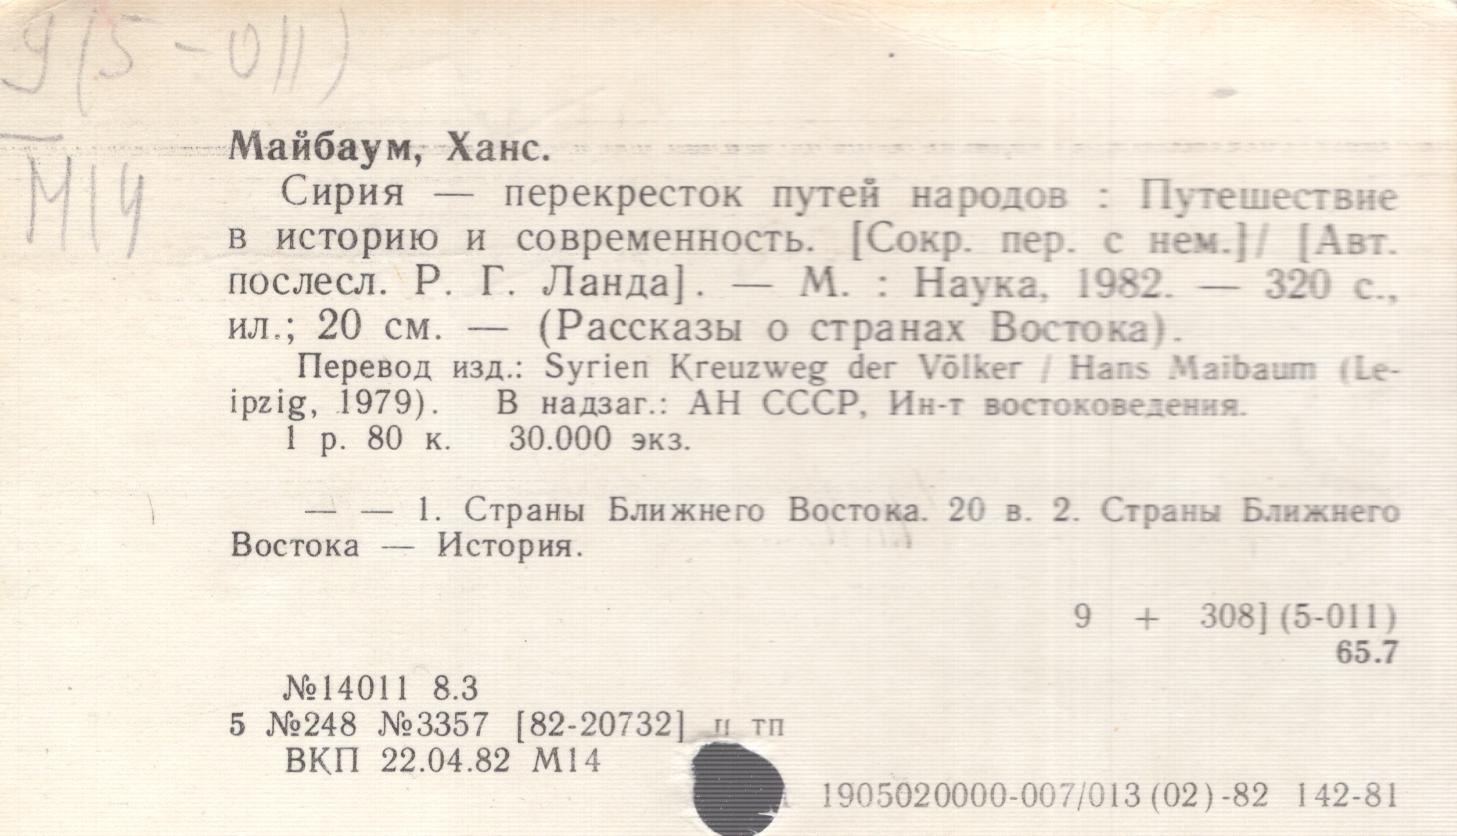 9(5-011)
М14
Майбаум, Ханс.
Сирия — перекресток путей народов : Путешествие
в историю и современность. [Сокр. пер. с нем.]/ [Авт.
послесл. Р. Г. Ланда]. — М. : Наука, 1982. — 320 с.,
ил.; 20 см. — (Рассказы о странах Востока).
Перевод изд.: Syrien Kreuzweg der Völker / Hans Maibaum (Le-
ipzig, 1979). В надзаг.: АН СССР, Ин-т востоковедения.
1 р. 80 к. 30.000 экз.
— — 1. Страны Ближнего Востока. 20 в. 2. Страны Ближнего
Востока — История.
9 + 308] (5-011)
65.7
№14011 8.3
5 №248 №3357 [82-20732] п тп
ВКП 22.04.82 М14
1905020000-007/013 (02) -82 142-81